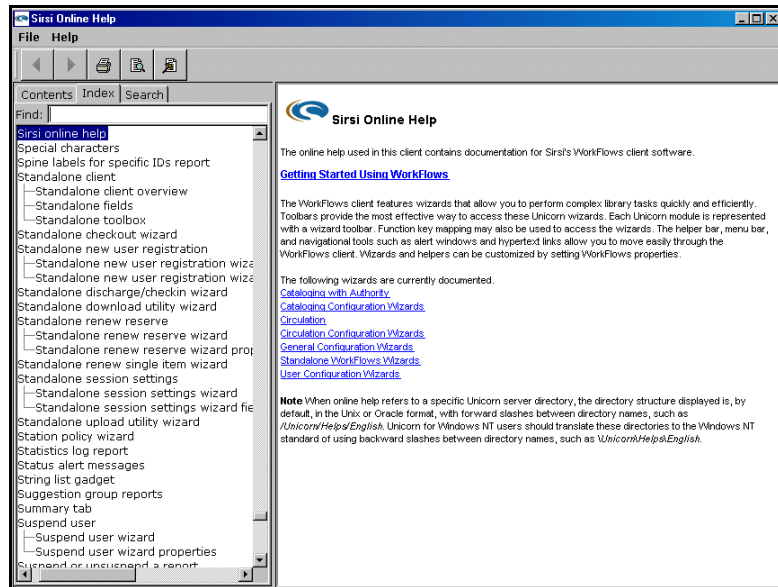 Sirsi Online Help
File Help
Contents Index Search
Find:
Sirsi online help
Special characters
Spine labels for specific IDs report
Standalone client
Standalone client overview
Standalone fields
Standalone toolbox
Standalone checkout wizard
Standalone new user registration
Standalone new user registration wiza
Standalone new user registration wiza
Standalone discharge/checkin wizard
Standalone download utility wizard
Standalone renew reserve
Standalone renew reserve wizard
Standalone renew reserve wizard prop
Standalone renew single item wizard
Standalone session settings
Standalone session settings wizard
Standalone session settings wizard fie
Standalone upload utility wizard
Station policy wizard
Statistics log report
Status alert messages
String list gadget
Suggestion group reports
Summary tab
Suspend user
Suspend user wizard
Suspend user wizard properties
Suspend or unsuspend a report
Sirsi Online Help
The online help used in this client contains documentation for Sirsi's WorkFlows client software.
Getting Started Using WorkFlows
The WorkFlows client features wizards that allow you to perform complex library tasks quickly and efficiently.
Toolbars provide the most effective way to access these Unicorn wizards. Each Unicorn module is represented
with a wizard toolbar. Function key mapping may also be used to access the wizards. The helper bar, menu bar,
and navigational tools such as alert windows and hypertext links allow you to move easily through the
WorkFlows client. Wizards and helpers can be customized by setting WorkFlows properties.
The following wizards are currently documented.
Cataloging with Authority
Cataloging Configuration Wizards
Circulation
Circulation Configuration Wizards
General Configuration Wizards
Standalone WorkFlows Wizards
User Configuration Wizards
Note When online help refers to a specific Unicorn server directory, the directory structure displayed is, by
default, in the Unix or Oracle format, with forward slashes between directory names, such as
/Unicorn/Helps/English. Unicorn for Windows NT users should translate these directories to the Windows NT
standard of using backward slashes between directory names, such as \Unicorn\Helps\English.